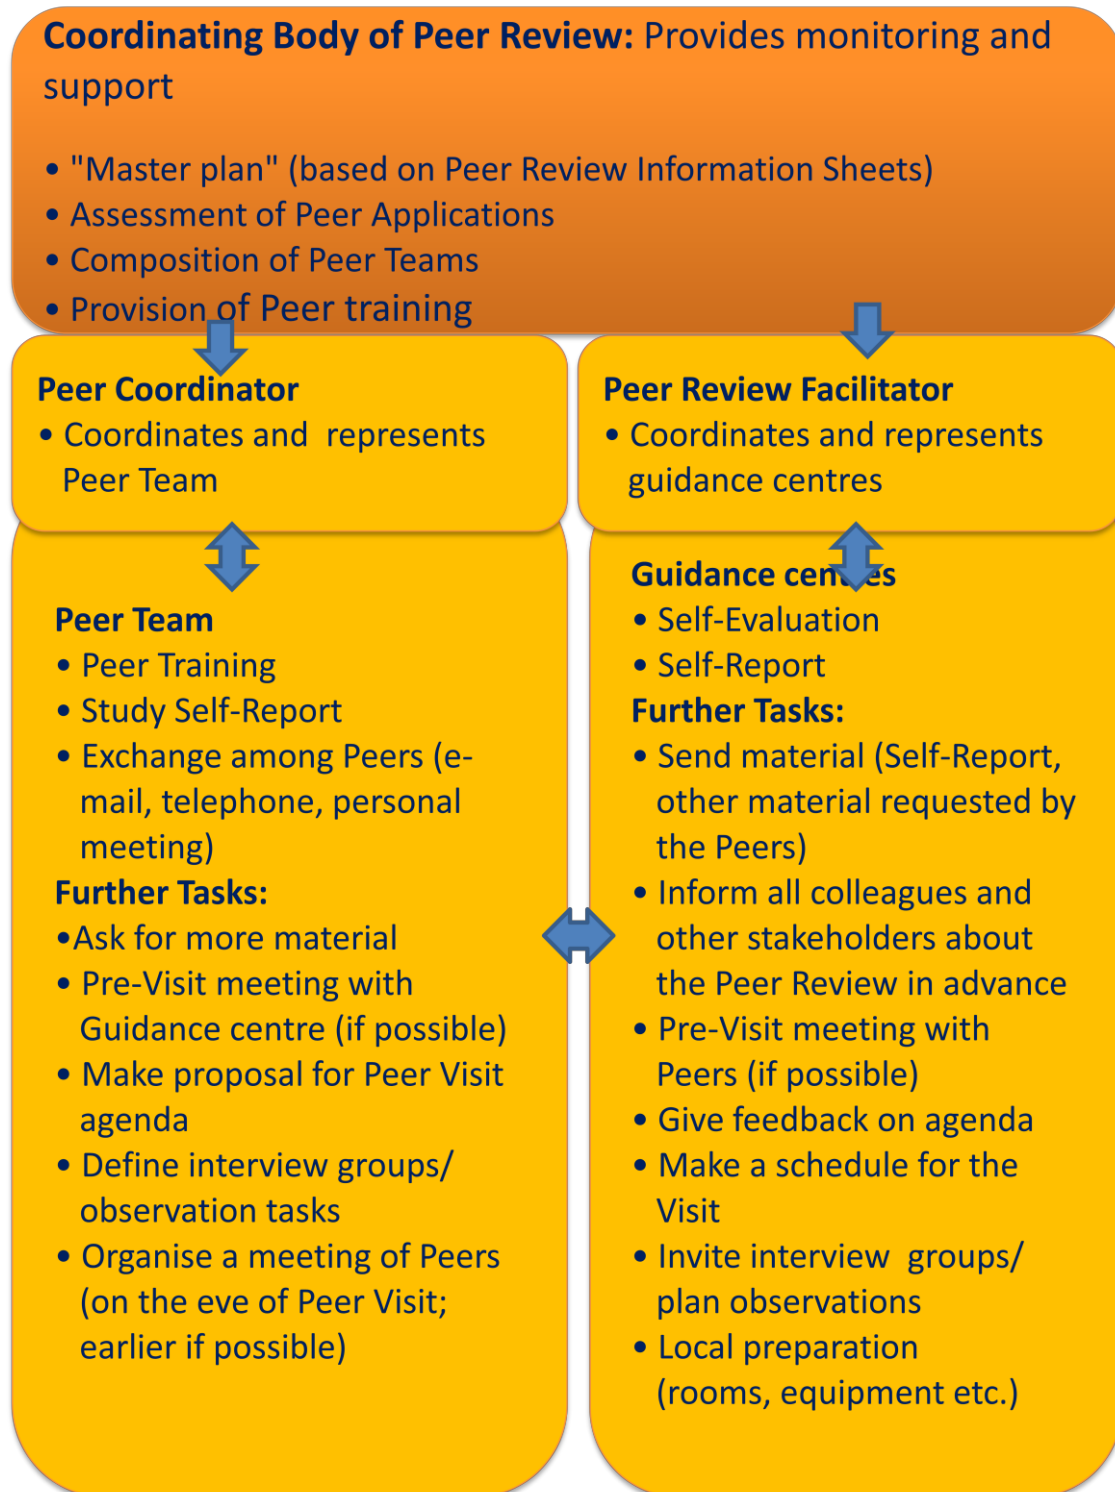 Coordinating Body of Peer Review: Provides monitoring and
support
• "Master plan" (based on Peer Review Information Sheets)
• Assessment of Peer Applications
• Composition of Peer Teams
• Provision of Peer training
Peer Coordinator
• Coordinates and represents
Peer Team
Peer Review Facilitator
• Coordinates and represents
guidance centres
Peer Team
• Peer Training
• Study Self-Report
• Exchange among Peers (e-
mail, telephone, personal
meeting)
Further Tasks:
•Ask for more material
• Pre-Visit meeting with
Guidance centre (if possible)
• Make proposal for Peer Visit
agenda
• Define interview groups/
observation tasks
• Organise a meeting of Peers
(on the eve of Peer Visit;
earlier if possible)
Guidance centres
• Self-Evaluation
• Self-Report
Further Tasks:
• Send material (Self-Report,
other material requested by
the Peers)
• Inform all colleagues and
other stakeholders about
the Peer Review in advance
• Pre-Visit meeting with
Peers (if possible)
• Give feedback on agenda
• Make a schedule for the
Visit
• Invite interview groups/
plan observations
• Local preparation
(rooms, equipment etc.)